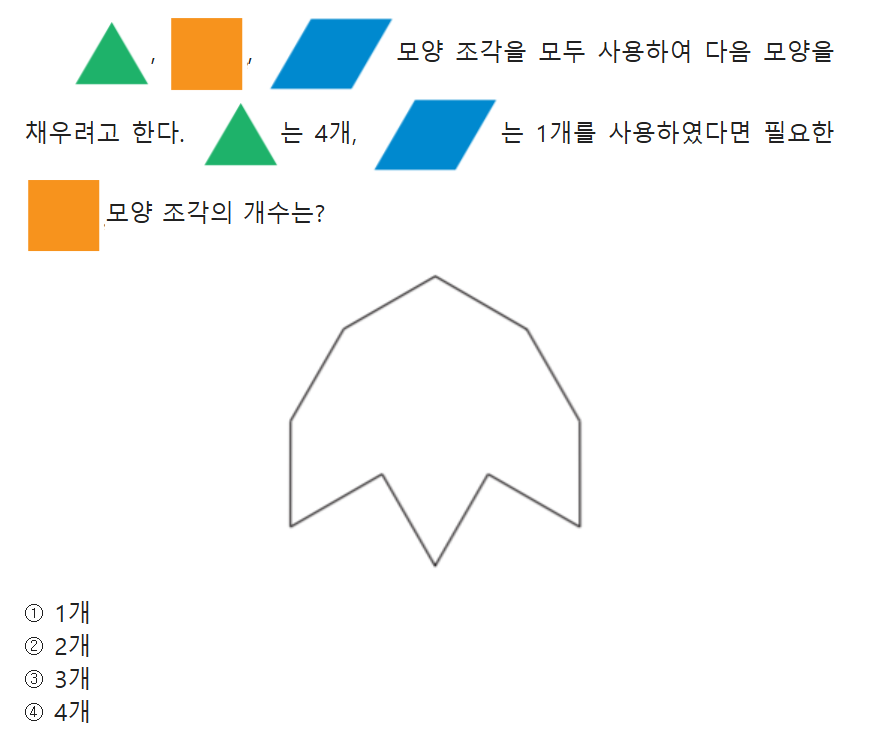 , , 모양 조각을 모두 사용하여 다음 모양을
채우려고 한다. 는 4개, 는 1개를 사용하였다면 필요한
모양 조각의 개수는?
① 1개
② 2개
③ 3개
④ 4개